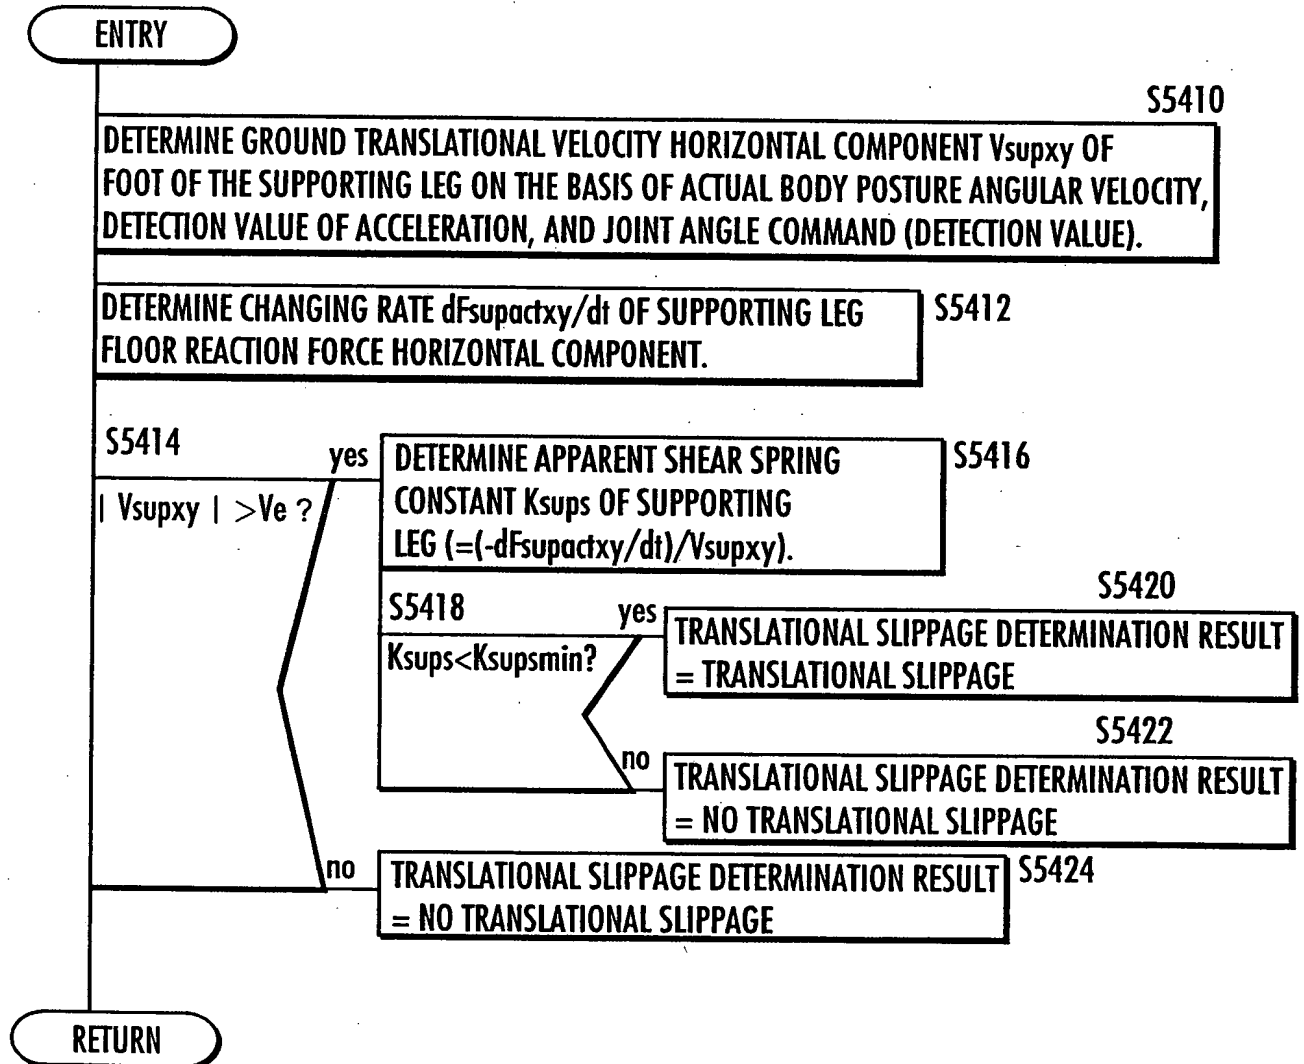 ENTRY
S5410
DETERMINE GROUND TRANSLATIONAL VELOCITY HORIZONTAL COMPONENT Vsupxy OF
FOOT OF THE SUPPORTING LEG ON THE BASIS OF ACTUAL BODY POSTURE ANGULAR VELOCITY,
DETECTION VALUE OF ACCELERATION, AND JOINT ANGLE COMMAND (DETECTION VALUE).
DETERMINE CHANGING RATE dFsupactxy/dt OF SUPPORTING LEG
FLOOR REACTION FORCE HORIZONTAL COMPONENT.
S5412
S5414
| Vsupxy | >Ve ?
yes
DETERMINE APPARENT SHEAR SPRING
CONSTANT Ksups OF SUPPORTING
LEG (=(-dFsupactxy/dt)/Vsupxy).
S5416
S5418
Ksups<Ksupsmin?
yes
S5420
TRANSLATIONAL SLIPPAGE DETERMINATION RESULT
= TRANSLATIONAL SLIPPAGE
no
S5422
TRANSLATIONAL SLIPPAGE DETERMINATION RESULT
= NO TRANSLATIONAL SLIPPAGE
no
TRANSLATIONAL SLIPPAGE DETERMINATION RESULT
= NO TRANSLATIONAL SLIPPAGE
S5424
RETURN